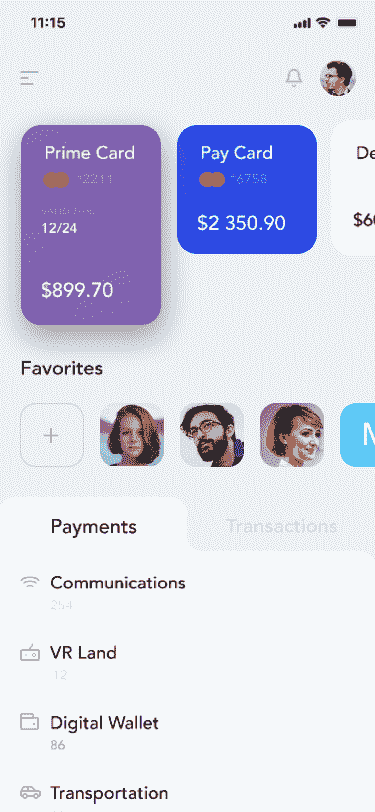 11:15
Prime Card
*2211
12/24
$899.70
Pay Card
*6758
$2 350.90
De
$60
Favorites
+
M
Payments
Transactions
Communications
254
VR Land
12
Digital Wallet
86
Transportation